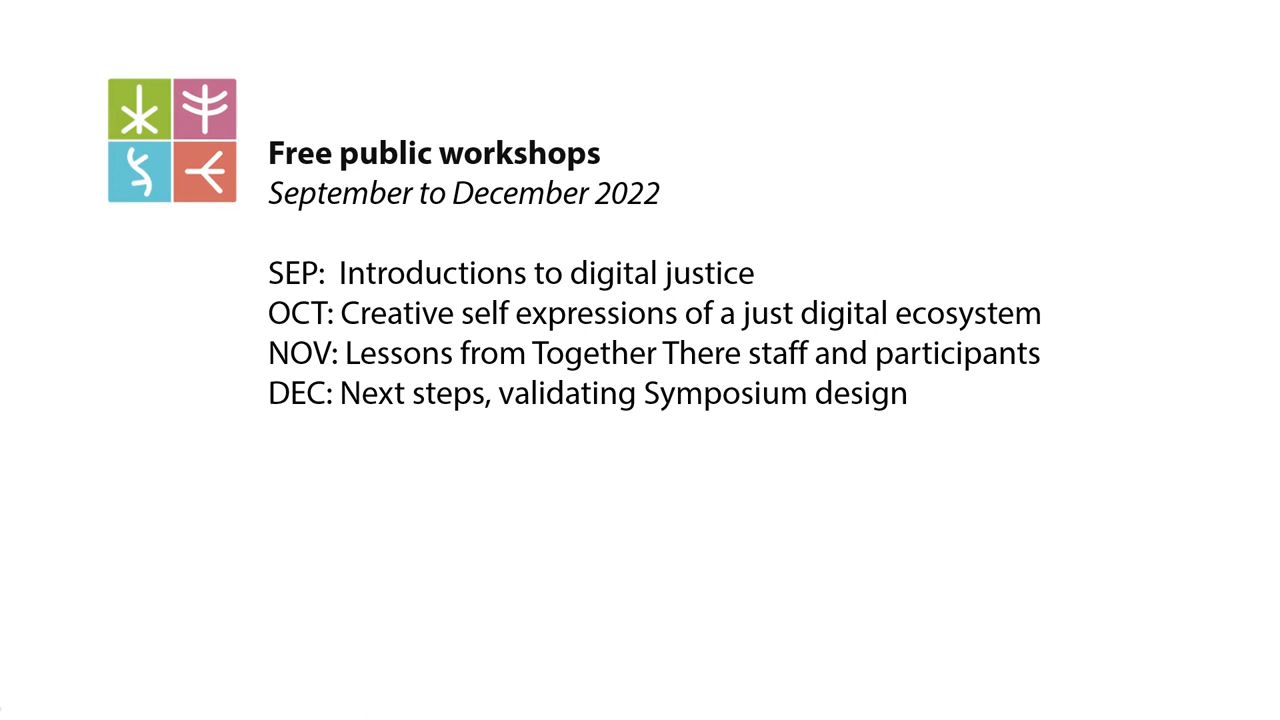 Free public workshops
September to December 2022
SEP:  Introductions to digital justice
OCT: Creative self expressions of a just digital ecosystem
NOV: Lessons from Together There staff and participants
DEC: Next steps, validating Symposium design